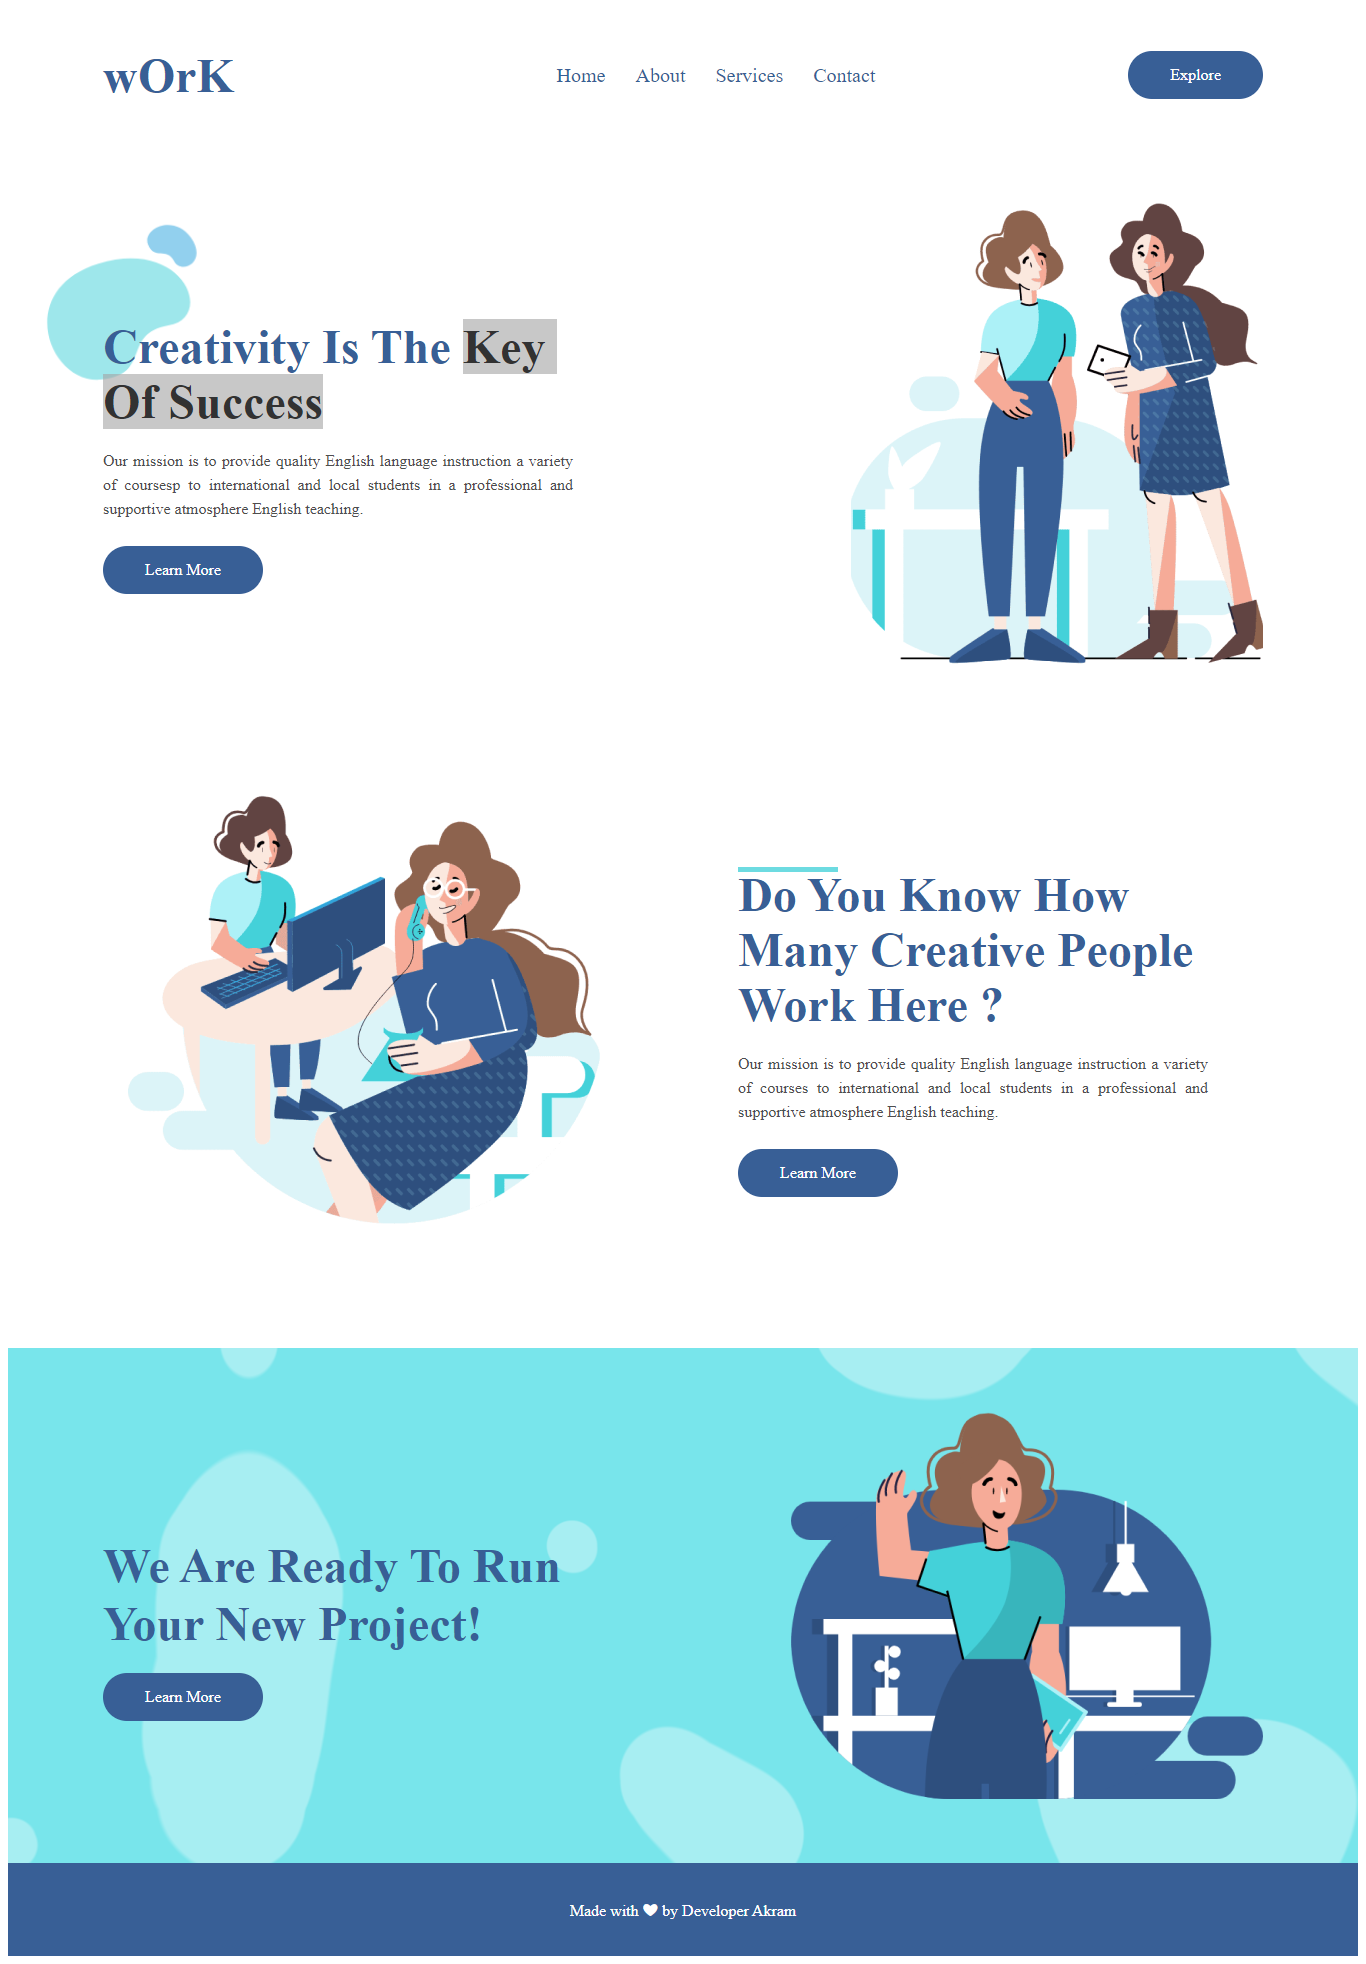 wOrK
Home About Services Contact
Explore
Creativity Is The Key
Of Success
Our mission is to provide quality English language instruction a variety
of coursesp to international and local students in a professional and
supportive atmosphere English teaching.
Learn More
Do You Know How
Many Creative People
Work Here ?
Our mission is to provide quality English language instruction a variety
of courses to international and local students in a professional and
supportive atmosphere English teaching.
Learn More
We Are Ready To Run
Your New Project!
Learn More
Made with ♥ by Developer Akram